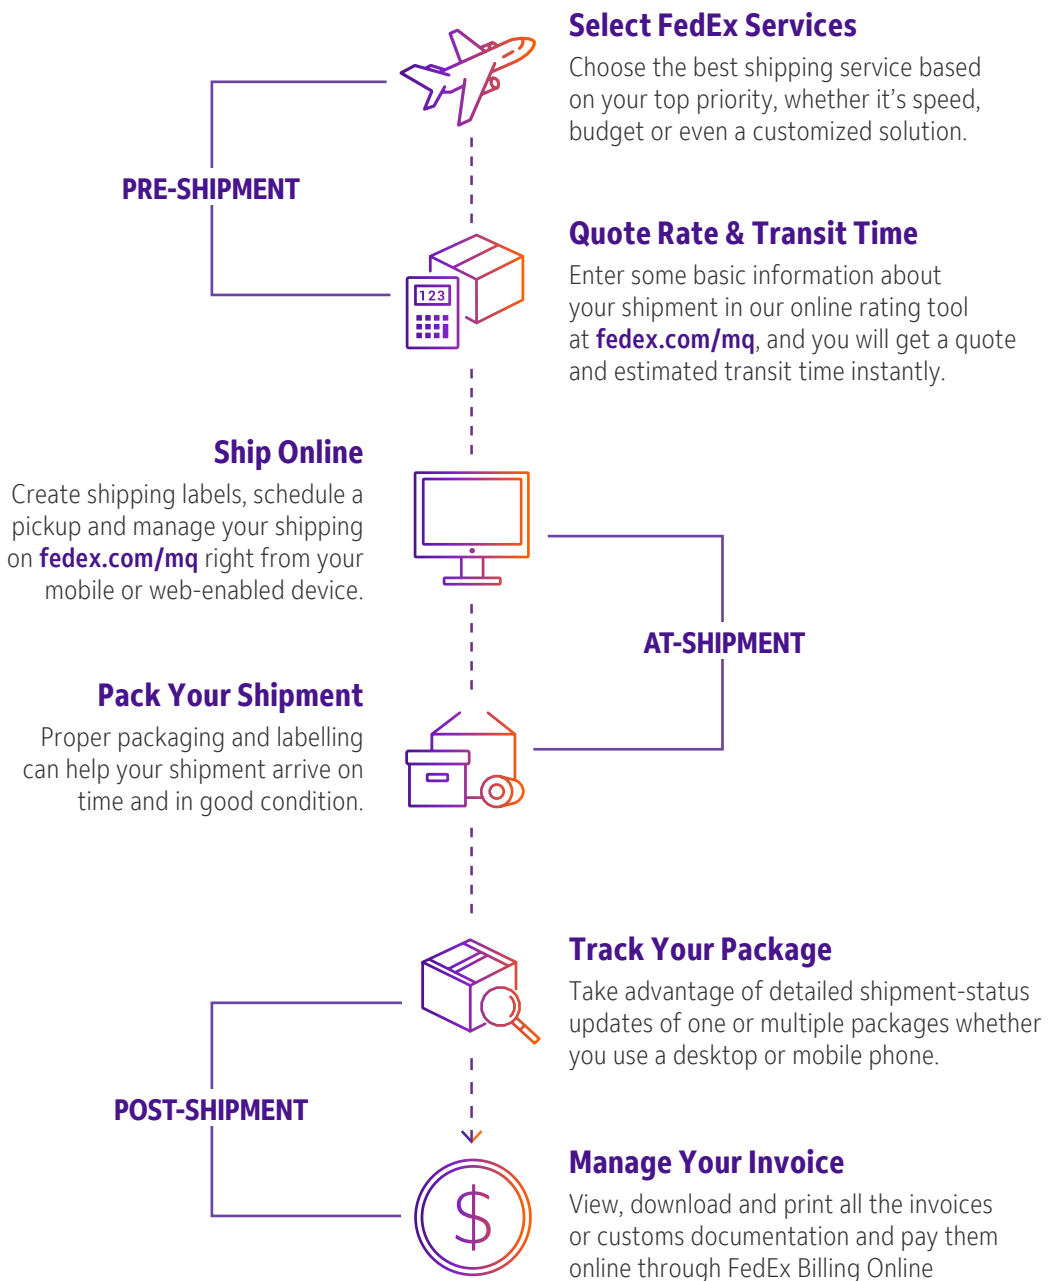 Select FedEx Services
Choose the best shipping service based
on your top priority, whether it's speed,
budget or even a customized solution.
PRE-SHIPMENT
Quote Rate & Transit Time
Enter some basic information about
your shipment in our online rating tool
at fedex.com/mq, and you will get a quote
and estimated transit time instantly.
123
Ship Online
Create shipping labels, schedule a
pickup and manage your shipping
on fedex.com/mq right from your
mobile or web-enabled device.
AT-SHIPMENT
Pack Your Shipment
Proper packaging and labelling
can help your shipment arrive on
time and in good condition.
Track Your Package
Take advantage of detailed shipment-status
updates of one or multiple packages whether
you use a desktop or mobile phone.
POST-SHIPMENT
Manage Your Invoice
View, download and print all the invoices
or customs documentation and pay them
online through FedEx Billing Online
$